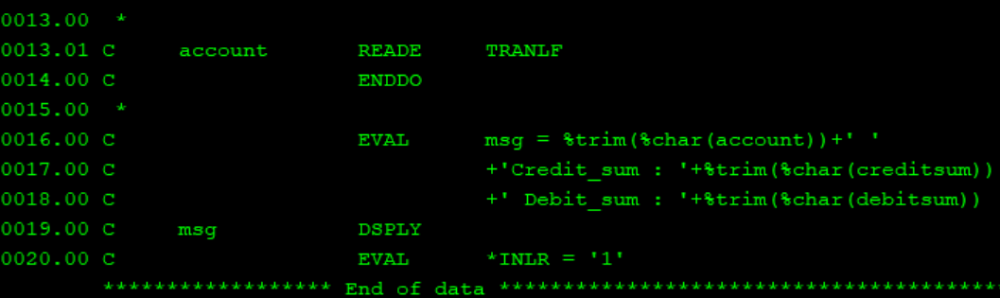 0013.00 *
0013.01 C account READE TRANLF
0014.00 C ENDDO
0015.00 *
0016.00 C EVAL msg = %trim(%char(account))+' '
0017.00 C +'Credit_sum : '+%trim(%char(creditsum))
0018.00 C +' Debit_sum : '+%trim(%char(debitsum))
0019.00 C msg DSPLY
0020.00 C EVAL *INLR = '1'
****************** End of data ****************************************